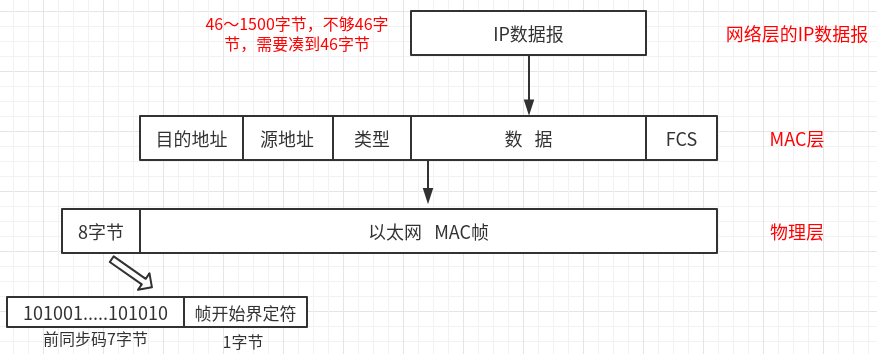 46～1500字节，不够46字
节，需要凑到46字节
IP数据报
网络层的IP数据报
目的地址
源地址
类型
数 据
FCS
MAC层
8字节
以太网 MAC帧
物理层
101001.....101010
帧开始界定符
前同步码7字节
1字节